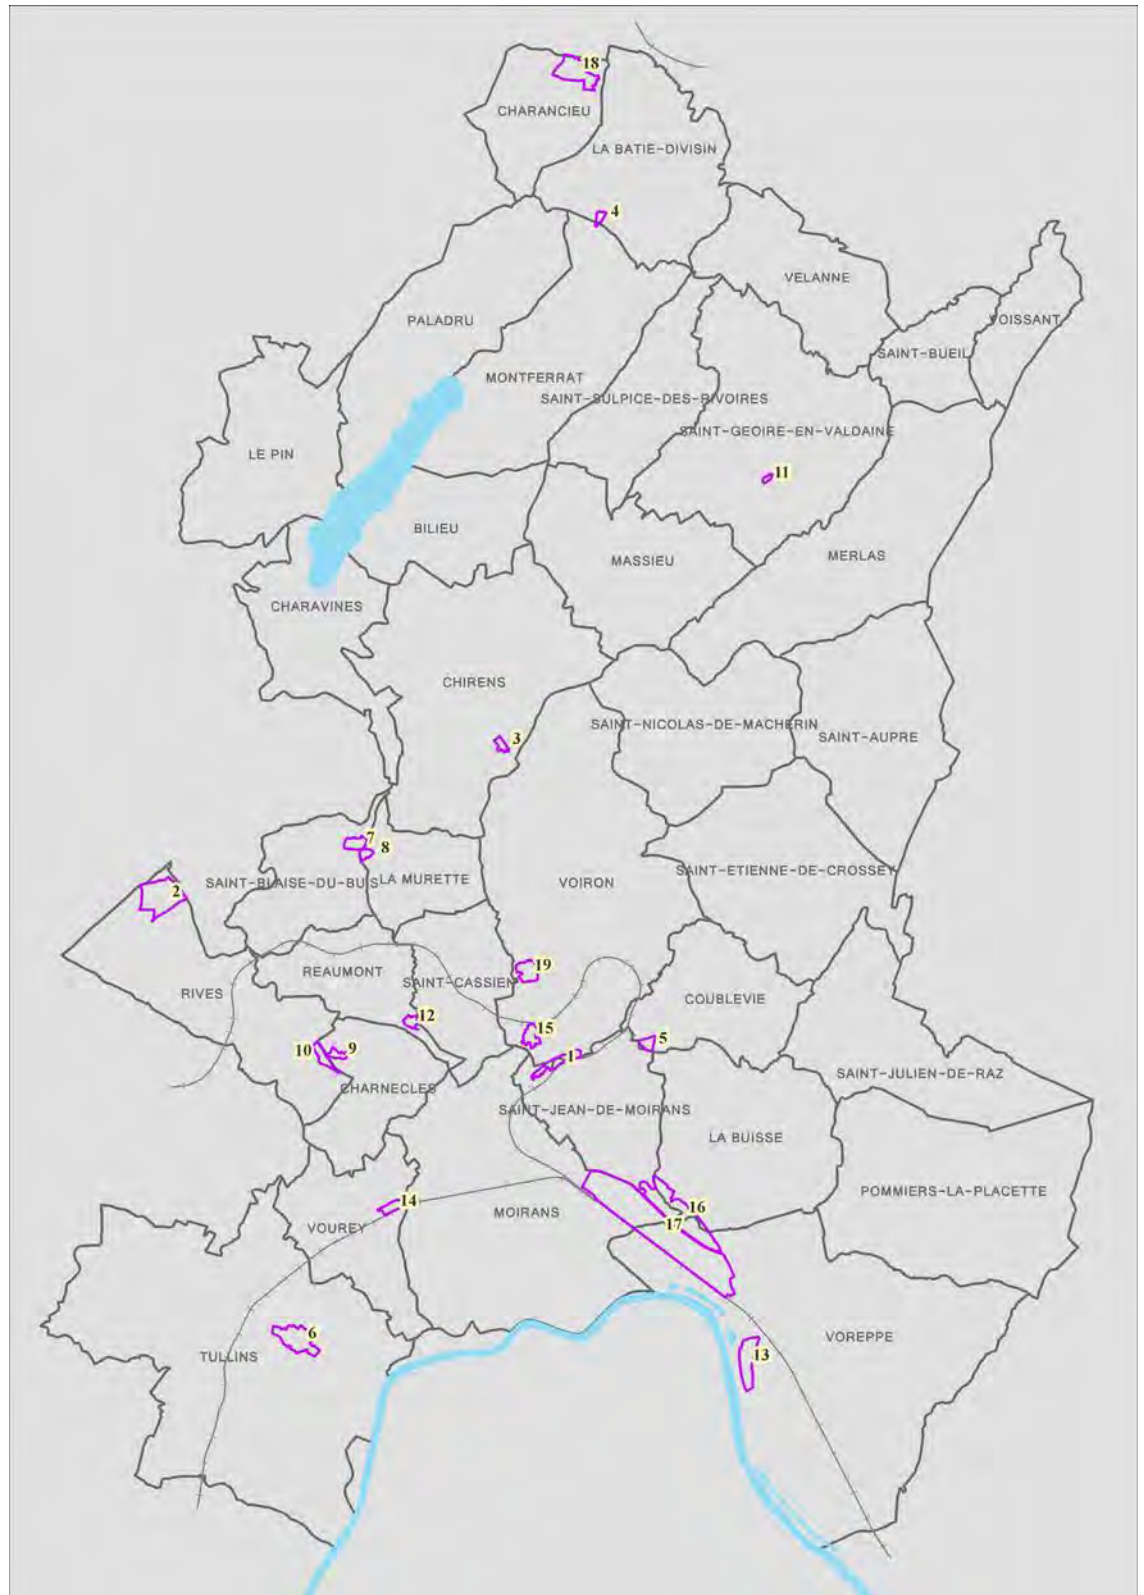 18
CHARANCIEU
LA BATIE-DIVISIN
4
VELANNE
PALADRU
VOISSANT
SAINT-BUEIL
MONTFERRAT
SAINT-SULPICE-DES-RIVOIRES
SAINT-GEOIRE-EN-VALDAINE
LE PIN
11
BILIEU
MASSIEU
MERLAS
CHARAVINES
CHIRENS
SAINT-NICOLAS-DE-MACHERIN
3
SAINT-AUPRE
7
8
SAINT-ETIENNE-DE-CROSSEY
LA MURETTE
SAINT-BLAISE-DU-BUIS
VOIRON
2
19
REAUMONT
SAINT-CASSIEN
RIVES
COUBLEVIE
12
15
5
10
9
1
SAINT-JULIEN-DE-RAZ
CHARNECLES
SAINT-JEAN-DE-MOIRANS
LA BUISSE
POMMIERS-LA-PLACETTE
14
16
MOIRANS
17
VOUREY
6
VOREPPE
13
TULLINS